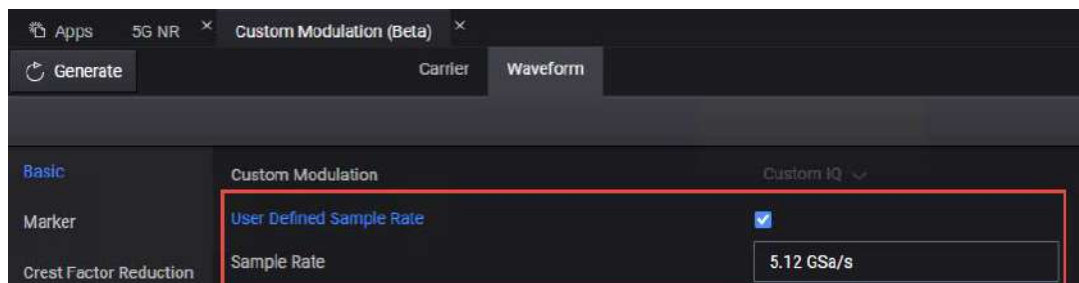 Apps 5G NR × Custom Modulation (Beta) ×
Generate Carrier Waveform
Basic Custom Modulation Custom IQ
Marker User Defined Sample Rate
Crest Factor Reduction Sample Rate 5.12 GSa/s